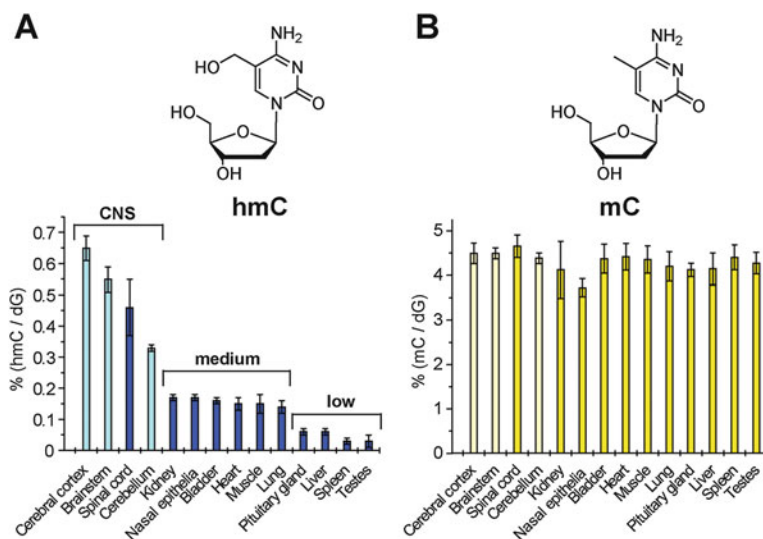 A
NH2
HO
N
N
O
HO
O
OH
hmC
CNS
medium
low
% (hmC / dG)
0.7
0.6
0.5
0.4
0.3
0.2
0.1
0
Cerebral cortex
Brainstem
Spinal cord
Cerebellum
Kidney
Nasal epithelia
Bladder
Heart
Muscle
Lung
Pituitary gland
Liver
Spleen
Testes
B
NH2
N
N
O
HO
O
OH
mC
% (mC / dG)
5
4
3
2
1
0
Cerebral cortex
Brainstem
Spinal cord
Cerebellum
Kidney
Nasal epithelia
Bladder
Heart
Muscle
Lung
Pituitary gland
Liver
Spleen
Testes